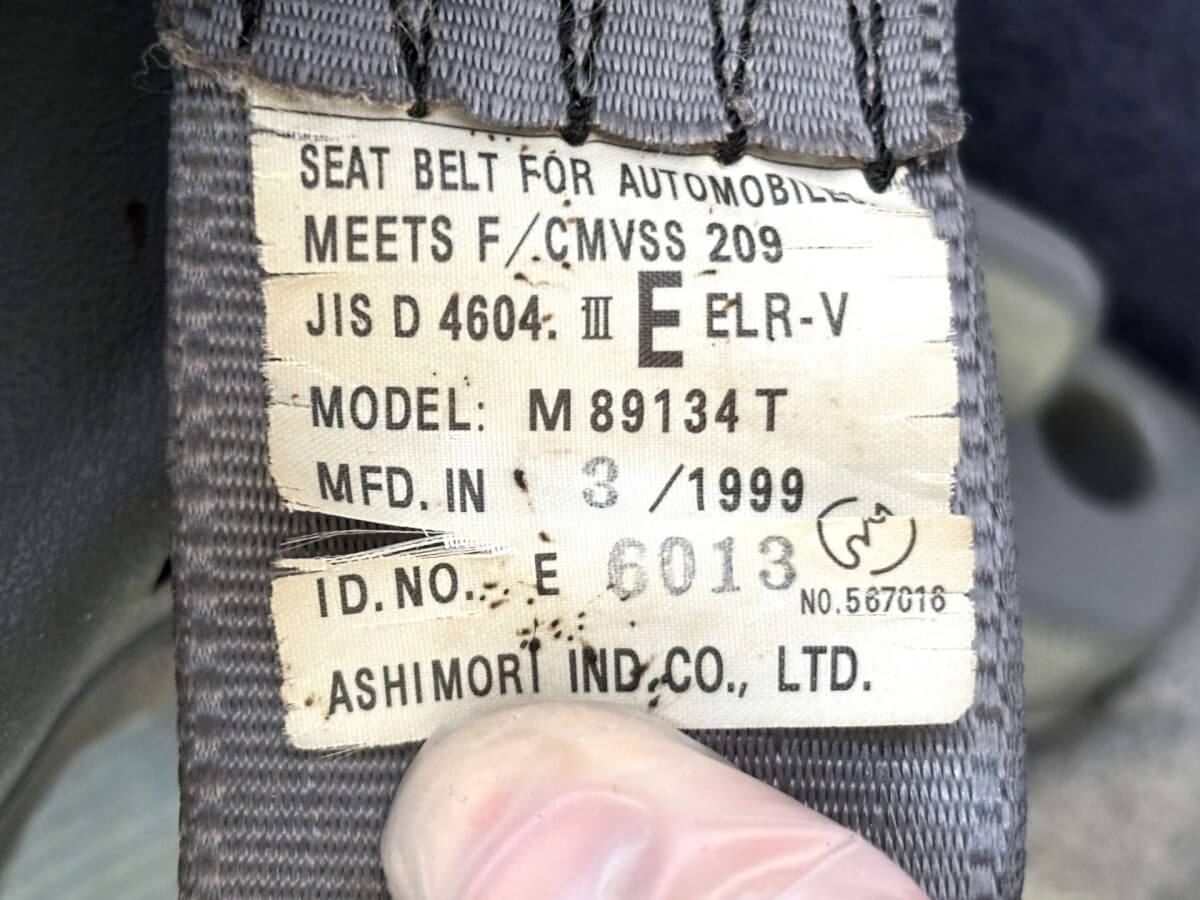 SEAT BELT FOR AUTOMOBILES.
MEETS F/CMVSS 209
JIS D 4604. III E ELR-V
MODEL: M 89134 T
MFD. IN 3 /1999
ID. NO.. E 6013
NO.567016
ASHIMORI IND. CO., LTD.